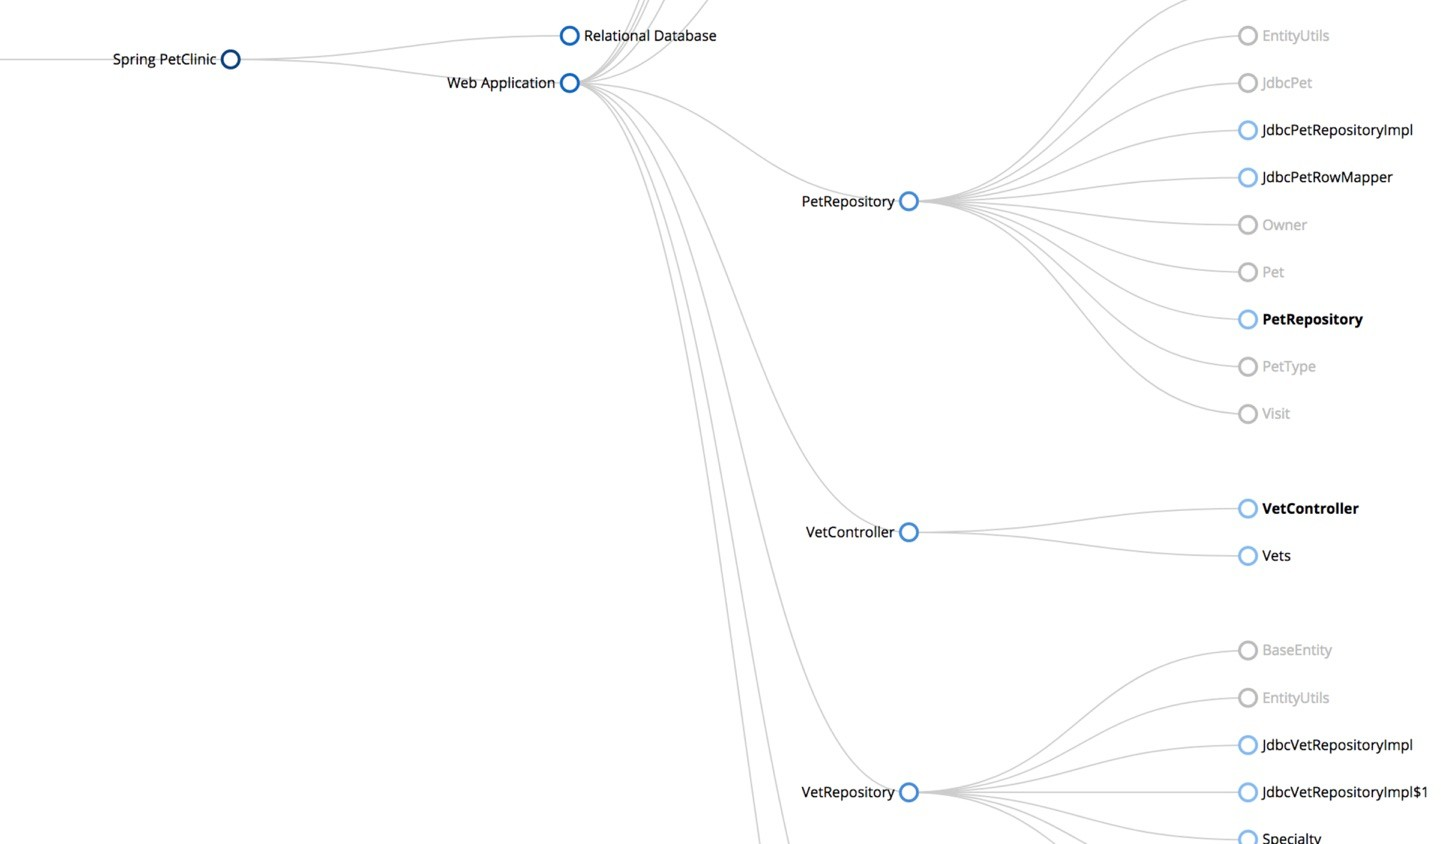 Spring PetClinic
Relational Database
Web Application
PetRepository
EntityUtils
JdbcPet
JdbcPetRepositoryImpl
JdbcPetRowMapper
Owner
Pet
PetRepository
PetType
Visit
VetController
VetController
Vets
VetRepository
BaseEntity
EntityUtils
JdbcVetRepositoryImpl
JdbcVetRepositoryImpl$1
Specialty